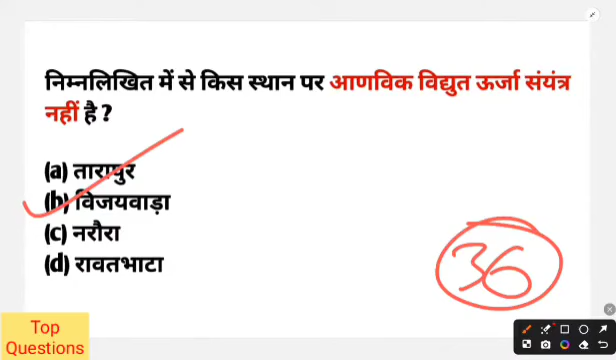 निम्नलिखित में से किस स्थान पर आणविक विद्युत ऊर्जा संयंत्र
नहीं है ?
(a) तारापुर
(b) विजयवाड़ा
(c) नरौरा
(d) रावतभाटा
36
Top
Questions